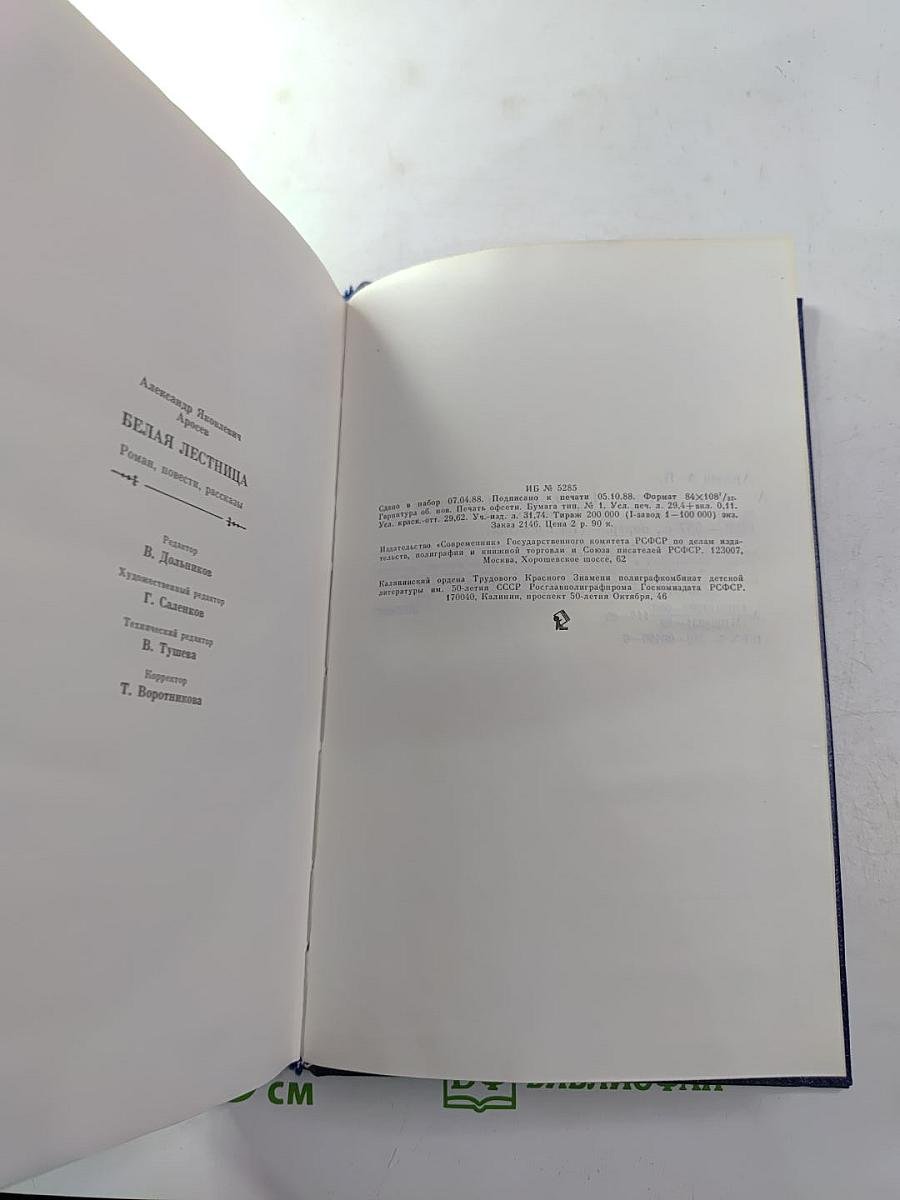 Александр Яковлевич
Аросев
БЕЛАЯ ЛЕСТНИЦА
Роман, повести, рассказы
Редактор
В. Дольников
Художественный редактор
Г. Саленков
Технический редактор
В. Тушева
Корректор
Т. Воротникова
ИБ № 5285
Сдано в набор 07.04.88. Подписано к печати 05.10.88. Формат 84×108¹/₃₂.
Гарнитура об. нов. Печать офсетн. Бумага тип. № 1. Усл. печ. л. 29,4+вкл. 0,11.
Усл. краск.-отт. 29,62. Уч.-изд. л. 31,74. Тираж 200 000 (1-завод 1—100 000) экз.
Заказ 2146. Цена 2 р. 90 к.
Издательство «Современник» Государственного комитета РСФСР по делам изда-
тельств, полиграфии и книжной торговли и Союза писателей РСФСР. 123007,
Москва, Хорошевское шоссе, 62
Калининский ордена Трудового Красного Знамени полиграфкомбинат детской
литературы им. 50-летия СССР Росглавполиграфпрома Госкомиздата РСФСР.
170040, Калинин, проспект 50-летия Октября, 46
СМ